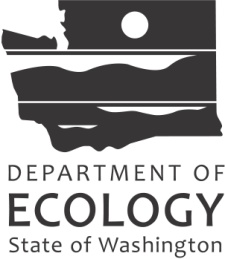 DEPARTMENT OF
ECOLOGY
State of Washington